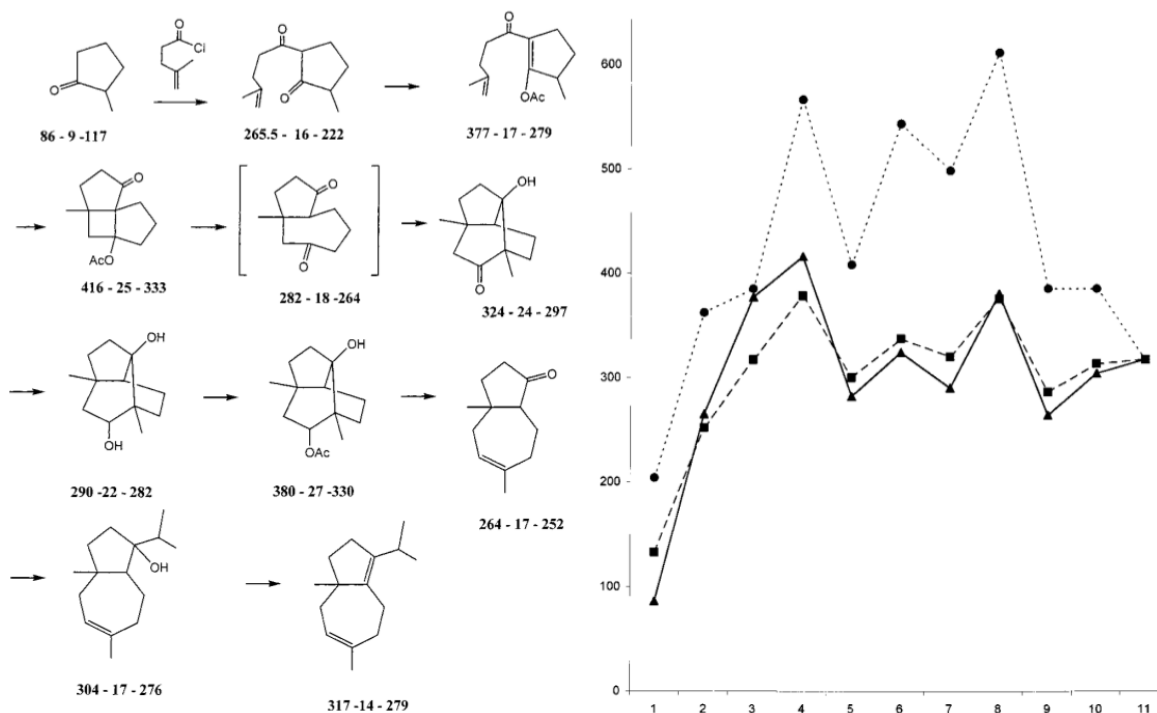 O
Cl
O
O
O
O
O
OAc
86 - 9 -117
265.5 - 16 - 222
377 - 17 - 279
O
AcO
O
O
OH
O
416 - 25 - 333
282 - 18 -264
324 - 24 - 297
OH
OH
OH
OAc
O
290 -22 - 282
380 - 27 -330
264 - 17 - 252
OH
304 - 17 - 276
317 -14 - 279
600
500
400
300
200
100
0
1 2 3 4 5 6 7 8 9 10 11